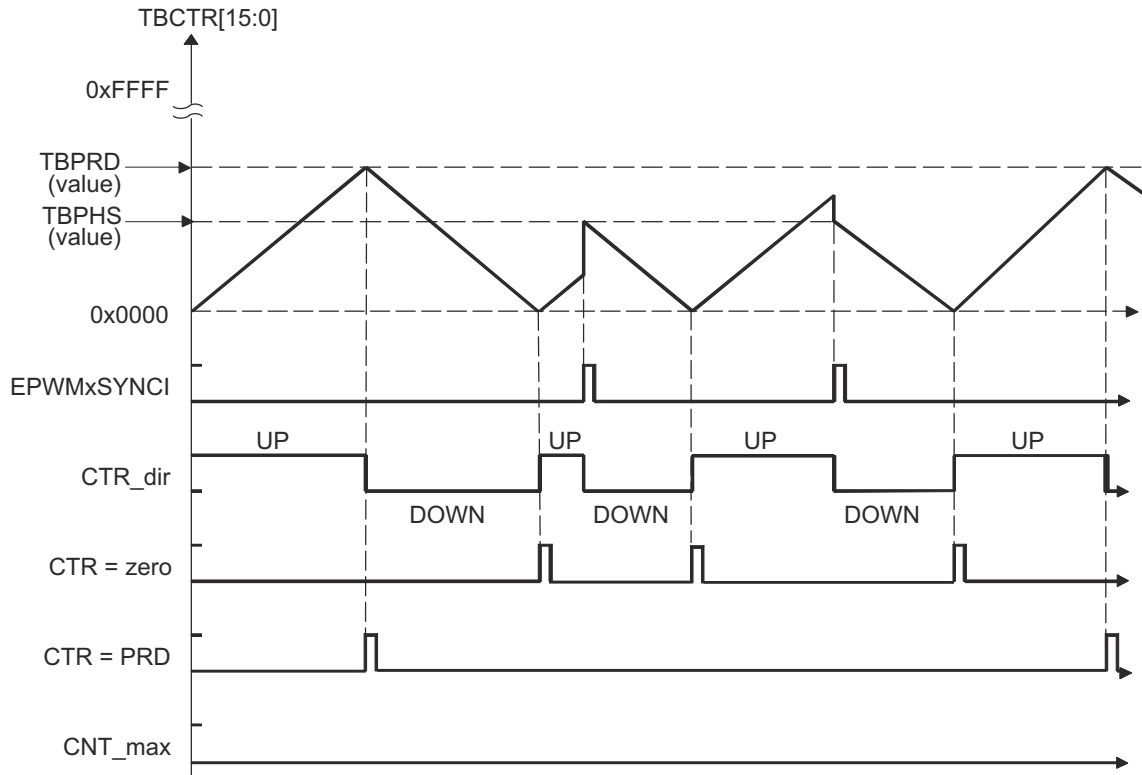 TBCTR[15:0]
0xFFFF
TBPRD
(value)
TBPHS
(value)
0x0000
EPWMxSYNCI
UP UP UP UP
CTR_dir
DOWN DOWN DOWN
CTR = zero
CTR = PRD
CNT_max